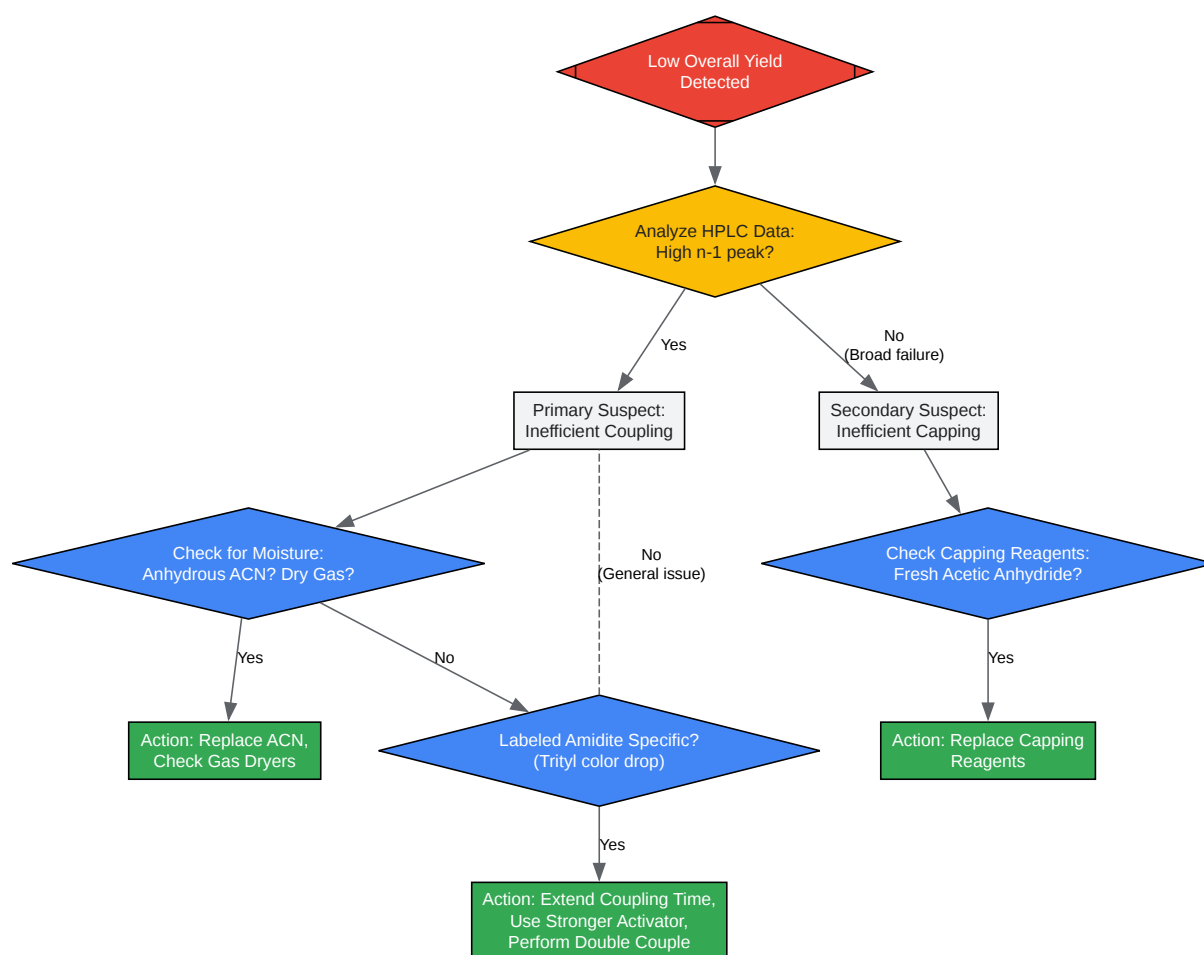 Low Overall Yield
Detected
Analyze HPLC Data:
High n-1 peak?
Yes
No
(Broad failure)
Primary Suspect:
Inefficient Coupling
Secondary Suspect:
Inefficient Capping
Check for Moisture:
Anhydrous ACN? Dry Gas?
No
(General issue)
Check Capping Reagents:
Fresh Acetic Anhydride?
Yes
No
Yes
Action: Replace ACN,
Check Gas Dryers
Labeled Amidite Specific?
(Trityl color drop)
Action: Replace Capping
Reagents
Yes
Action: Extend Coupling Time,
Use Stronger Activator,
Perform Double Couple